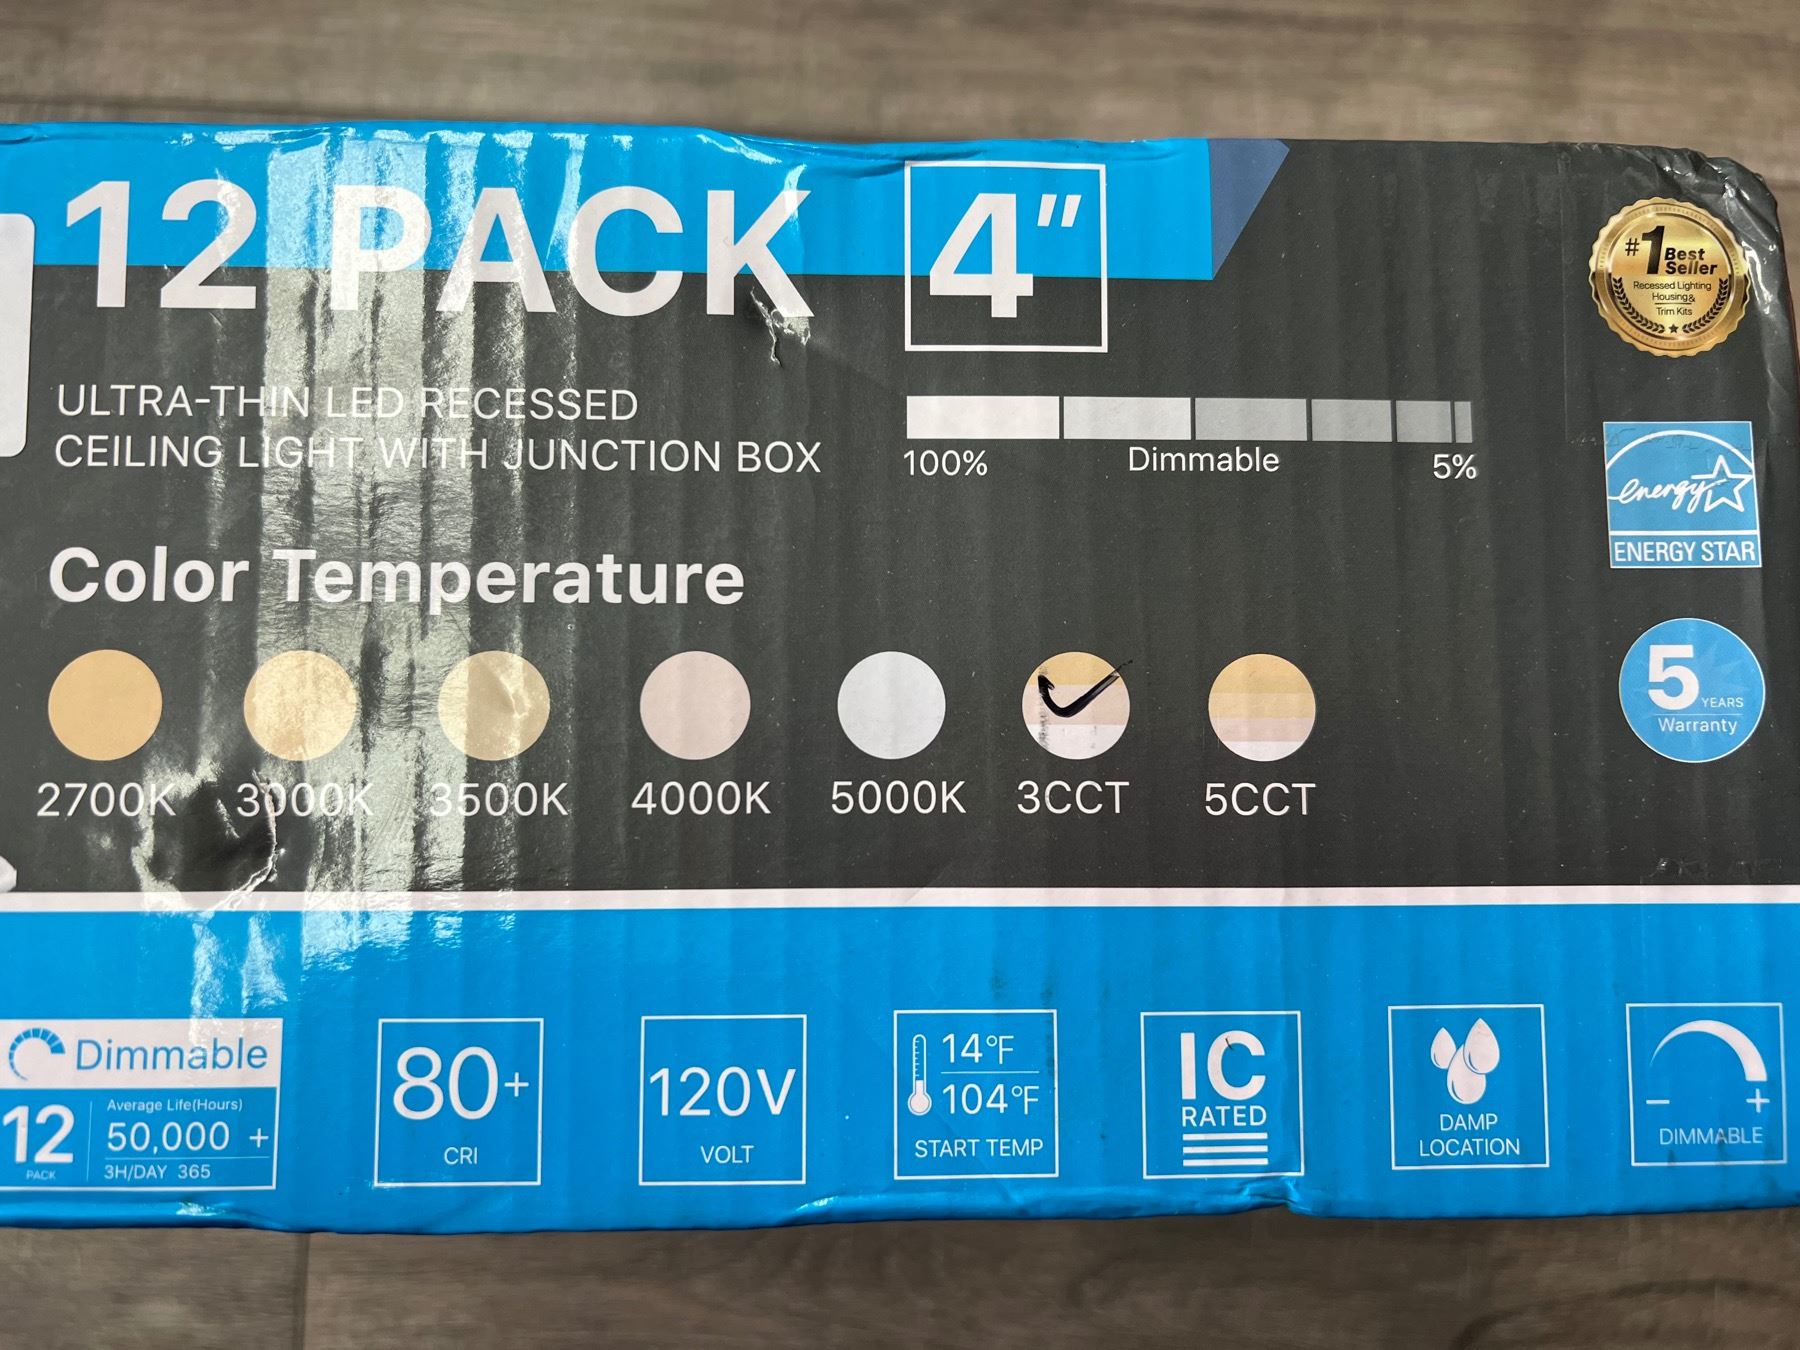 12 PACK 4"
#1 Best
Seller
Recessed Lighting
Housing&
Trim Kits
ULTRA-THIN LED RECESSED
CEILING LIGHT WITH JUNCTION BOX
100% Dimmable 5%
energy
ENERGY STAR
Color Temperature
5 YEARS
Warranty
2700K 3000K 3500K 4000K 5000K 3CCT 5CCT
Dimmable
12 PACK
Average Life(Hours)
50,000 +
3H/DAY 365
80+
CRI
120V
VOLT
14°F
104°F
START TEMP
IC
RATED
DAMP
LOCATION
− +
DIMMABLE